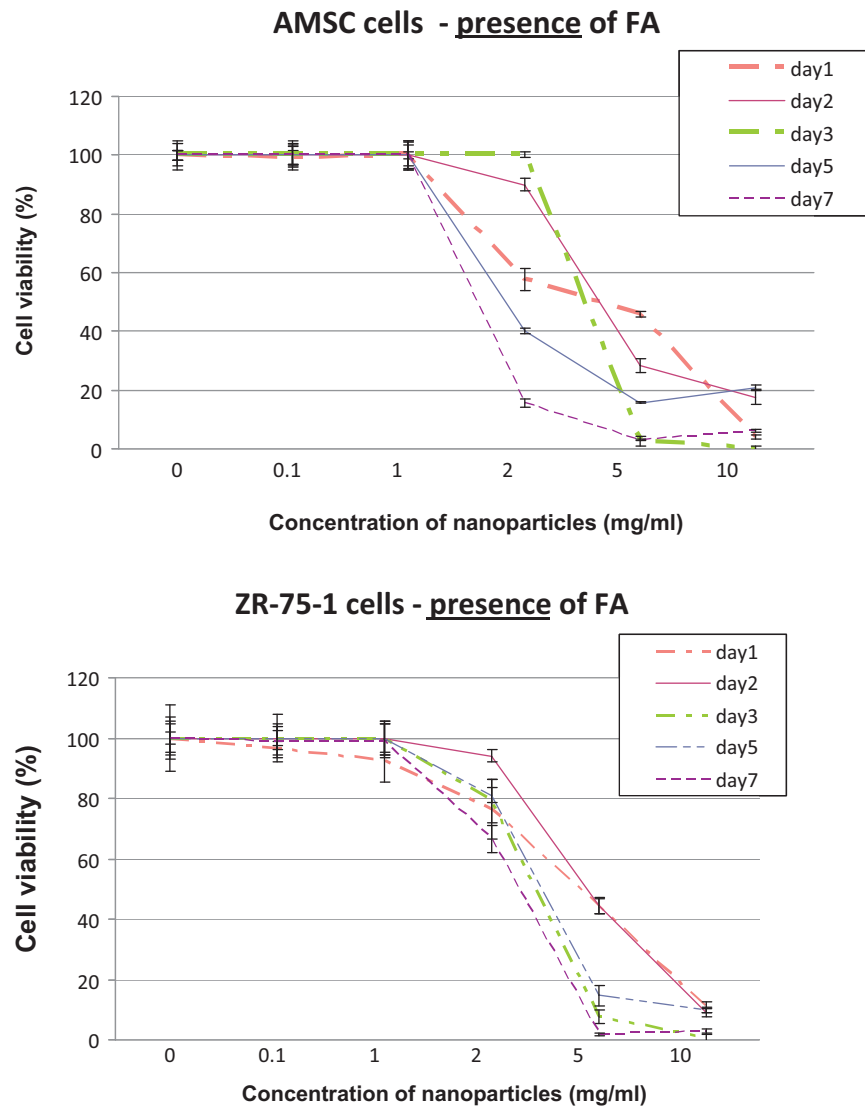 AMSC cells - presence of FA
day1
day2
day3
day5
day7
120
100
80
60
40
20
0
Cell viability (%)
0 0.1 1 2 5 10
Concentration of nanoparticles (mg/ml)
ZR-75-1 cells - presence of FA
day1
day2
day3
day5
day7
120
100
80
60
40
20
0
Cell viability (%)
0 0.1 1 2 5 10
Concentration of nanoparticles (mg/ml)